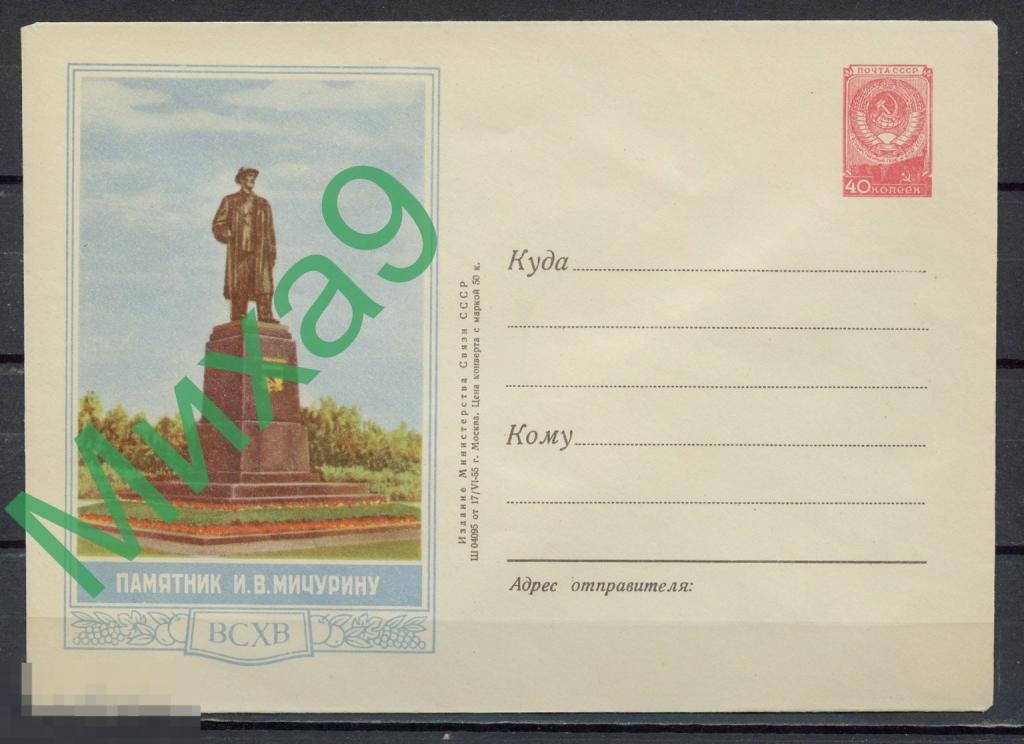 ПОЧТА СССР
40 копеек
Миха9
Куда
Издание Министерства Связи СССР
Ш 04095 от 17/VI-55 г. Москва. Цена конверта с маркой 50 к.
Кому
Адрес отправителя:
ПАМЯТНИК И.В.МИЧУРИНУ
ВСХВ